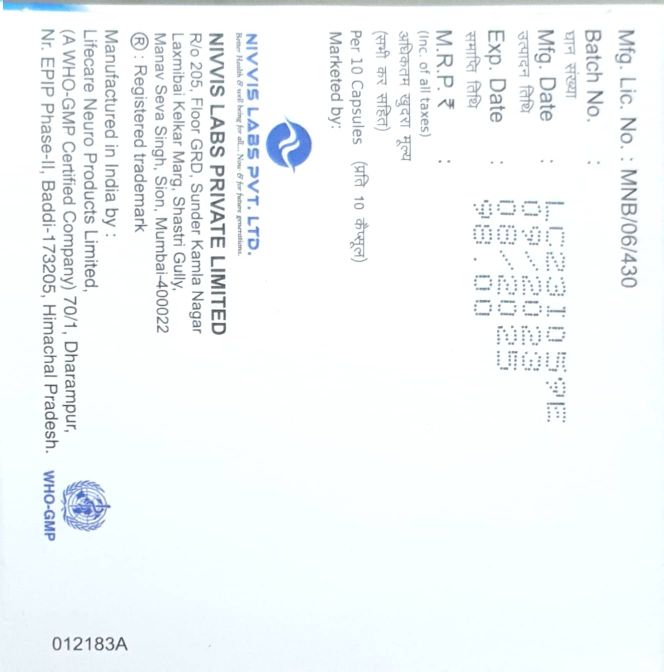 Mfg. Lic. No. : MNB/06/430
Batch No. :
घान संख्या
Mfg. Date :
उत्पादन तिथि
Exp. Date :
समाप्ति तिथि
M.R.P. ₹ :
(Inc. of all taxes)
अधिकतम खुदरा मूल्य
(सभी कर सहित)
Per 10 Capsules (प्रति 10 कैप्सूल)
Marketed by:
09/2023
08/2025
98.00
NIVVIS LABS PVT. LTD.
Better Health & well being for all... Now & for future generations.
NIVVIS LABS PRIVATE LIMITED
R/o 205, Floor GRD, Sunder Kamla Nagar
Laxmibai Kelkar Marg, Shastri Gully,
Manav Seva Singh, Sion, Mumbai-400022
® : Registered trademark
Manufactured in India by :
Lifecare Neuro Products Limited,
(A WHO-GMP Certified Company) 70/1, Dharampur,
Nr. EPIP Phase-II, Baddi-173205, Himachal Pradesh.
WHO-GMP
012183A